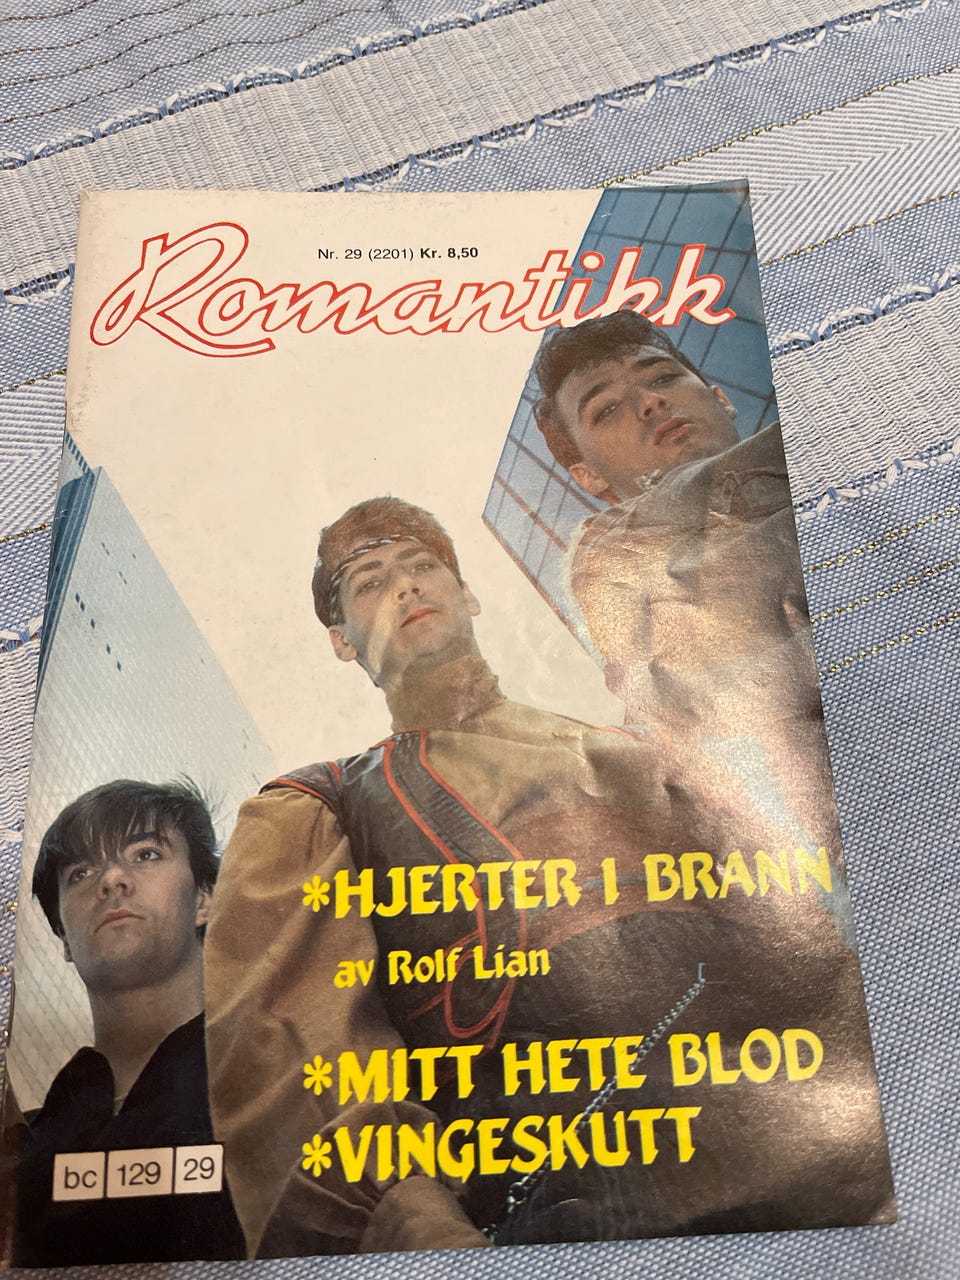 Nr. 29 (2201) Kr. 8,50
Romantikk
*HJERTER I BRANN
av Rolf Lian
*MITT HETE BLOD
*VINGESKUTT
bc 129 29